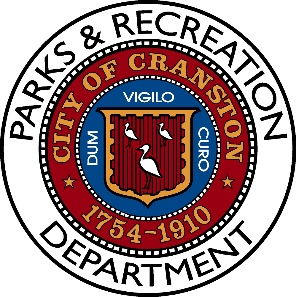 PARKS & RECREATION
DEPARTMENT
CITY OF CRANSTON
1754-1910
DUM
VIGILO
CURO